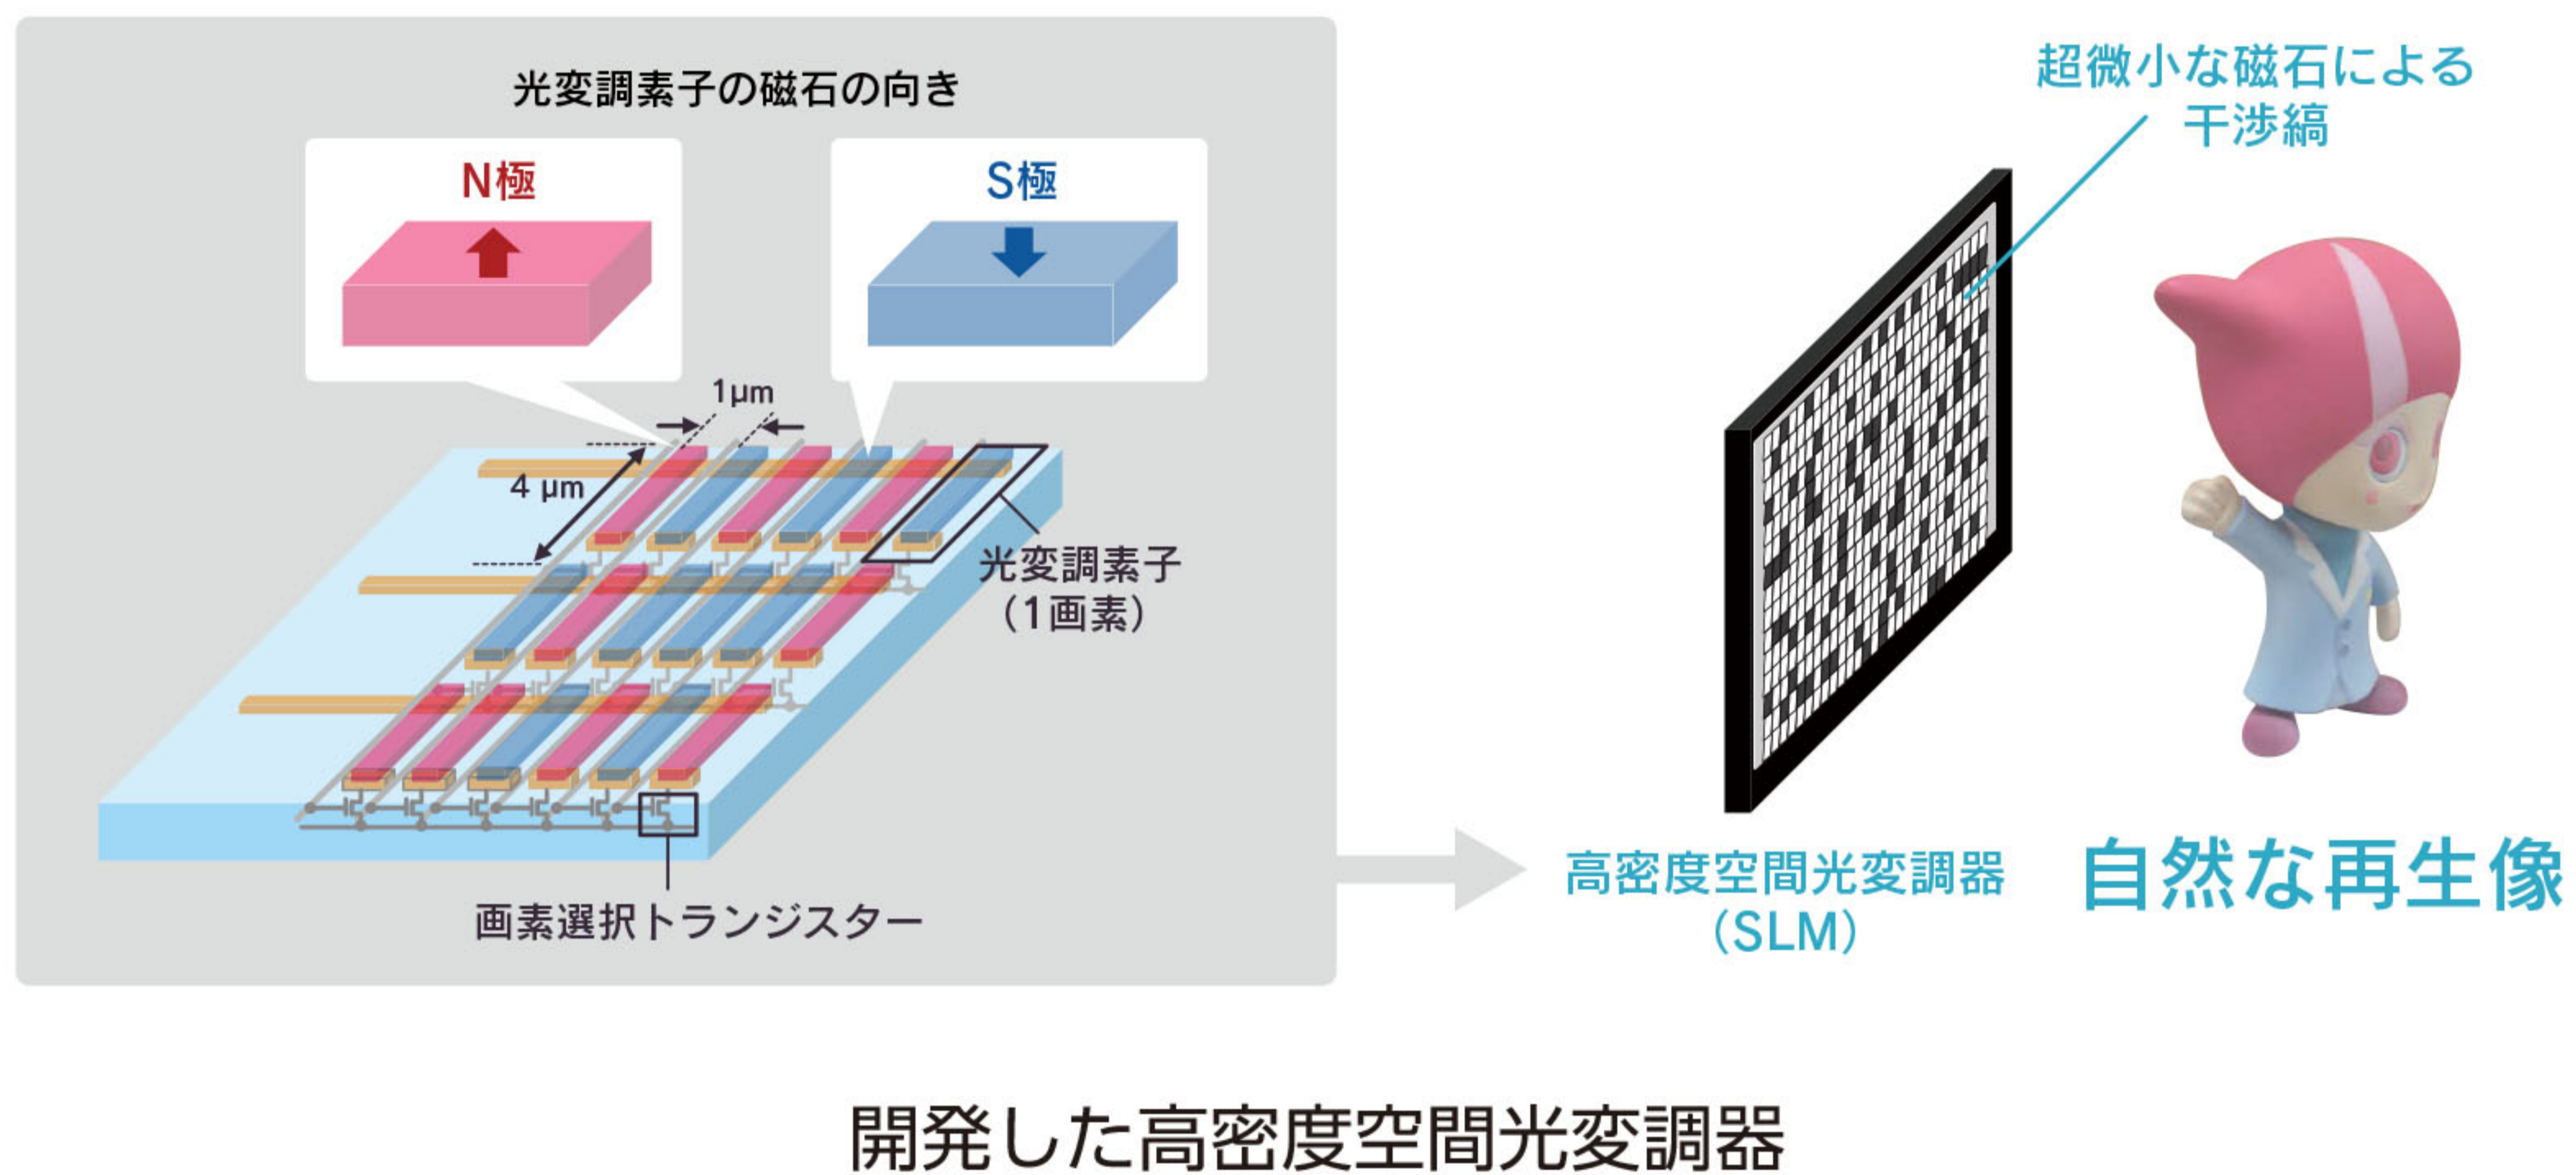 光変調素子の磁石の向き
N極
S極
1μm
4 μm
光変調素子
（1画素）
画素選択トランジスター
超微小な磁石による
干渉縞
高密度空間光変調器
（SLM）
自然な再生像
開発した高密度空間光変調器